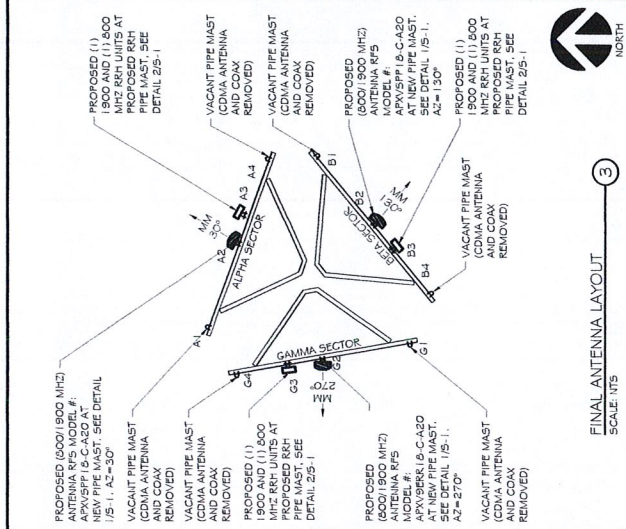 PROPOSED (800/1900 MHZ)
ANTENNA RFS MODEL #:
APXVSPP18-C-A20 AT
NEW PIPE MAST. SEE DETAIL
1/S-1. AZ=30°
VACANT PIPE MAST
(CDMA ANTENNA
AND COAX
REMOVED)
VACANT PIPE MAST
(CDMA ANTENNA
AND COAX
REMOVED)
PROPOSED (1)
1900 AND (1) 800
MHZ RRH UNITS AT
PROPOSED RRH
PIPE MAST, SEE
DETAIL 2/S-1
PROPOSED
(800/1900 MHZ)
ANTENNA RFS
MODEL #:
APXV9ERR18-C-A20
AT NEW PIPE MAST.
SEE DETAIL 1/S-1.
AZ=270°
VACANT PIPE MAST
(CDMA ANTENNA
AND COAX
REMOVED)
A1
A2
A3
A4
MM
30°
ALPHA SECTOR
B1
B2
B3
B4
MM
130°
BETA SECTOR
G4
G3
G2
G1
MM
270°
GAMMA SECTOR
PROPOSED (1)
1900 AND (1) 800
MHZ RRH UNITS AT
PROPOSED RRH
PIPE MAST, SEE
DETAIL 2/S-1
VACANT PIPE MAST
(CDMA ANTENNA
AND COAX
REMOVED)
VACANT PIPE MAST
(CDMA ANTENNA
AND COAX
REMOVED)
PROPOSED
(800/1900 MHZ)
ANTENNA RFS
MODEL #:
APXVSPP18-C-A20
AT NEW PIPE MAST.
SEE DETAIL 1/S-1.
AZ=130°
PROPOSED (1)
1900 AND (1) 800
MHZ RRH UNITS AT
PROPOSED RRH
PIPE MAST, SEE
DETAIL 2/S-1
VACANT PIPE MAST
(CDMA ANTENNA
AND COAX
REMOVED)
FINAL ANTENNA LAYOUT
SCALE: NTS
3
NORTH